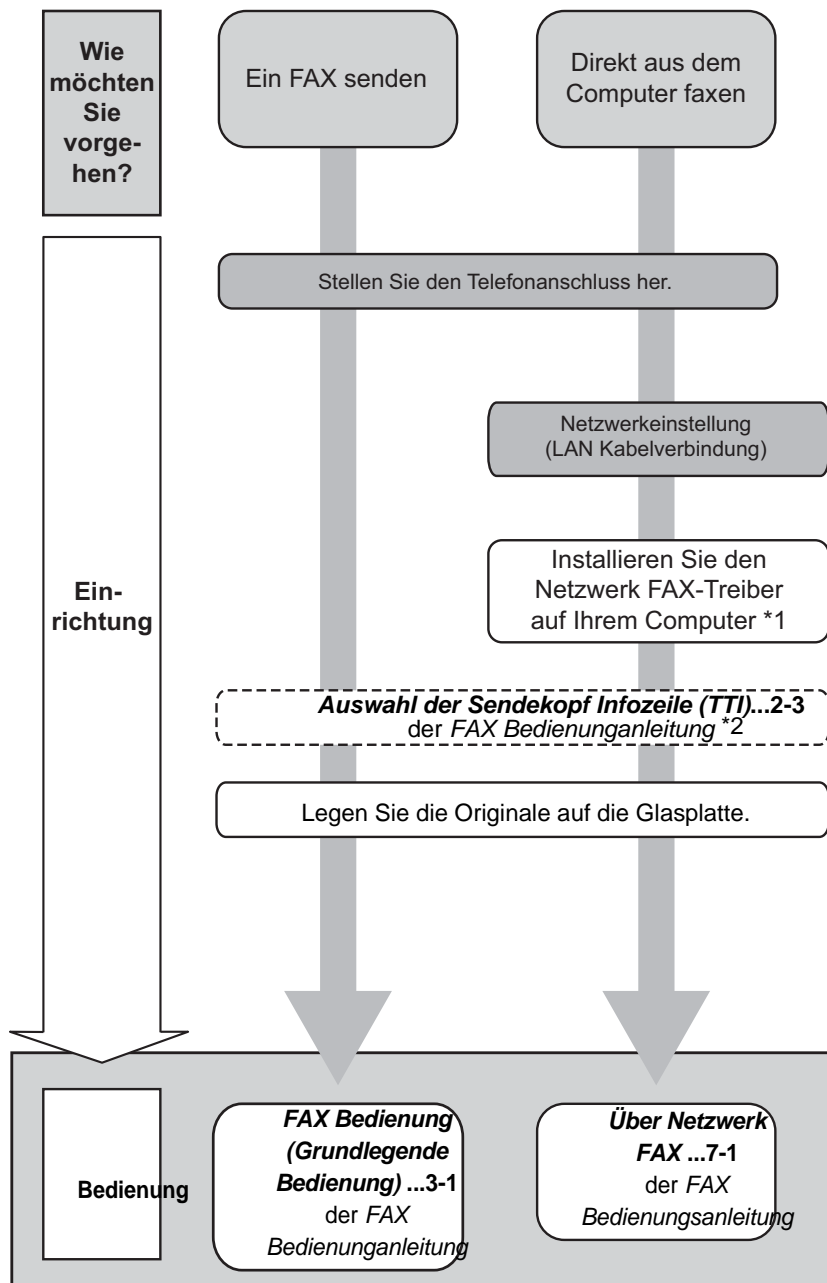 Wie
möchten
Sie
vorge-
hen?
Ein FAX senden
Direkt aus dem
Computer faxen
Stellen Sie den Telefonanschluss her.
Netzwerkeinstellung
(LAN Kabelverbindung)
Installieren Sie den
Netzwerk FAX-Treiber
auf Ihrem Computer *1
Ein-
richtung
Auswahl der Sendekopf Infozeile (TTI)...2-3
der FAX Bedienunganleitung *2
Legen Sie die Originale auf die Glasplatte.
Bedienung
FAX Bedienung
(Grundlegende
Bedienung) ...3-1
der FAX
Bedienunganleitung
Über Netzwerk
FAX ...7-1
der FAX
Bedienungsanleitung